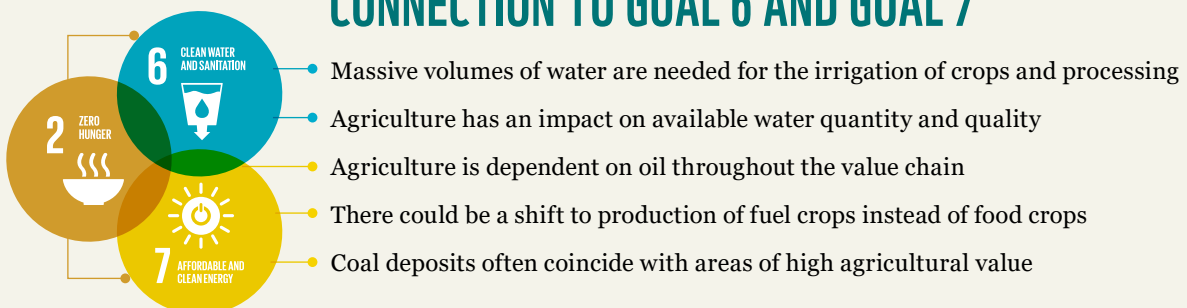 CONNECTION TO GOAL 6 AND GOAL 7
6 CLEAN WATER
AND SANITATION
2 ZERO
HUNGER
7 AFFORDABLE AND
CLEAN ENERGY
Massive volumes of water are needed for the irrigation of crops and processing
Agriculture has an impact on available water quantity and quality
Agriculture is dependent on oil throughout the value chain
There could be a shift to production of fuel crops instead of food crops
Coal deposits often coincide with areas of high agricultural value